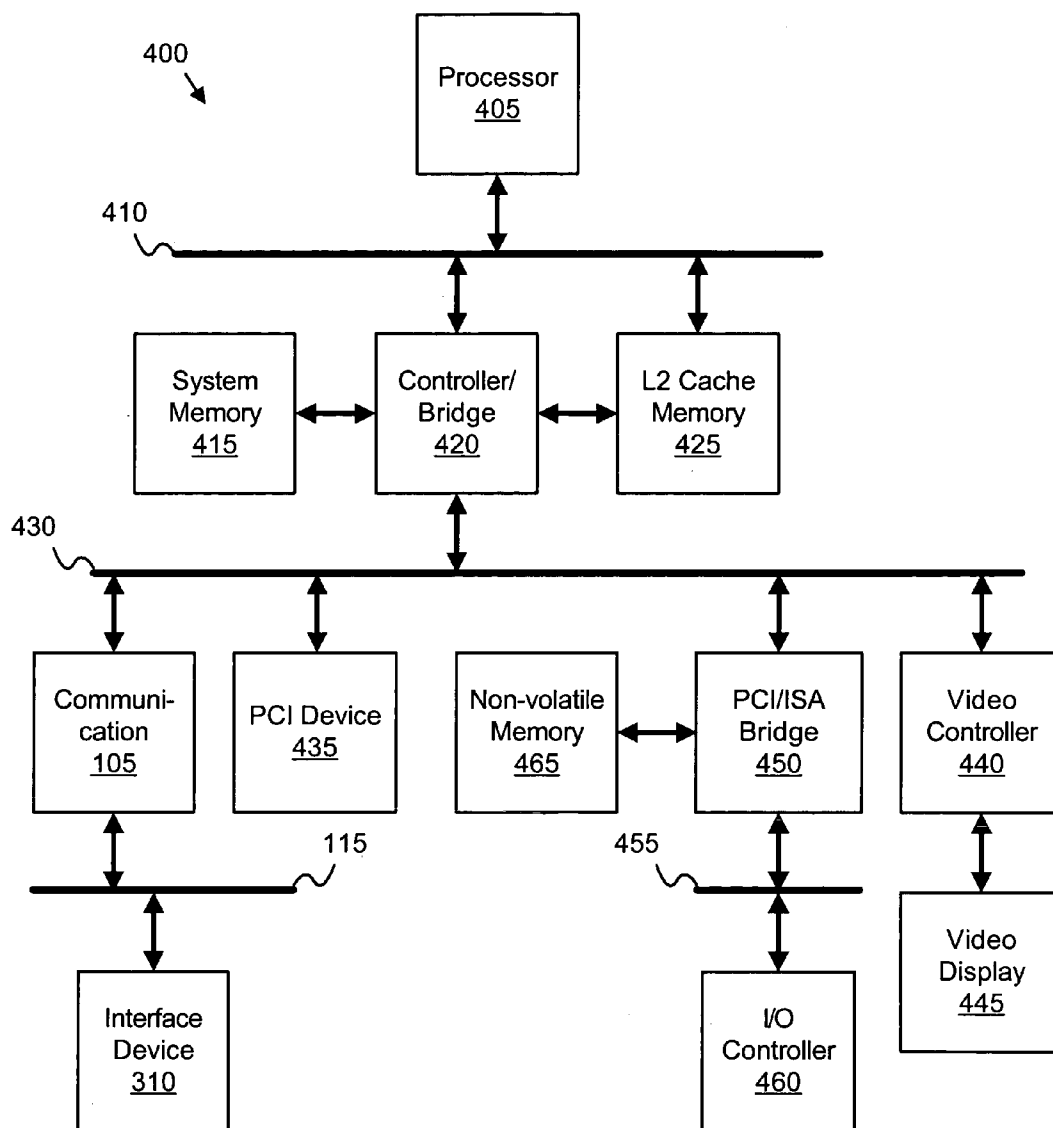 400
Processor
405
410
System
Memory
415
Controller/
Bridge
420
L2 Cache
Memory
425
430
Communi-
cation
105
PCI Device
435
Non-volatile
Memory
465
PCI/ISA
Bridge
450
Video
Controller
440
115
455
Interface
Device
310
I/O
Controller
460
Video
Display
445